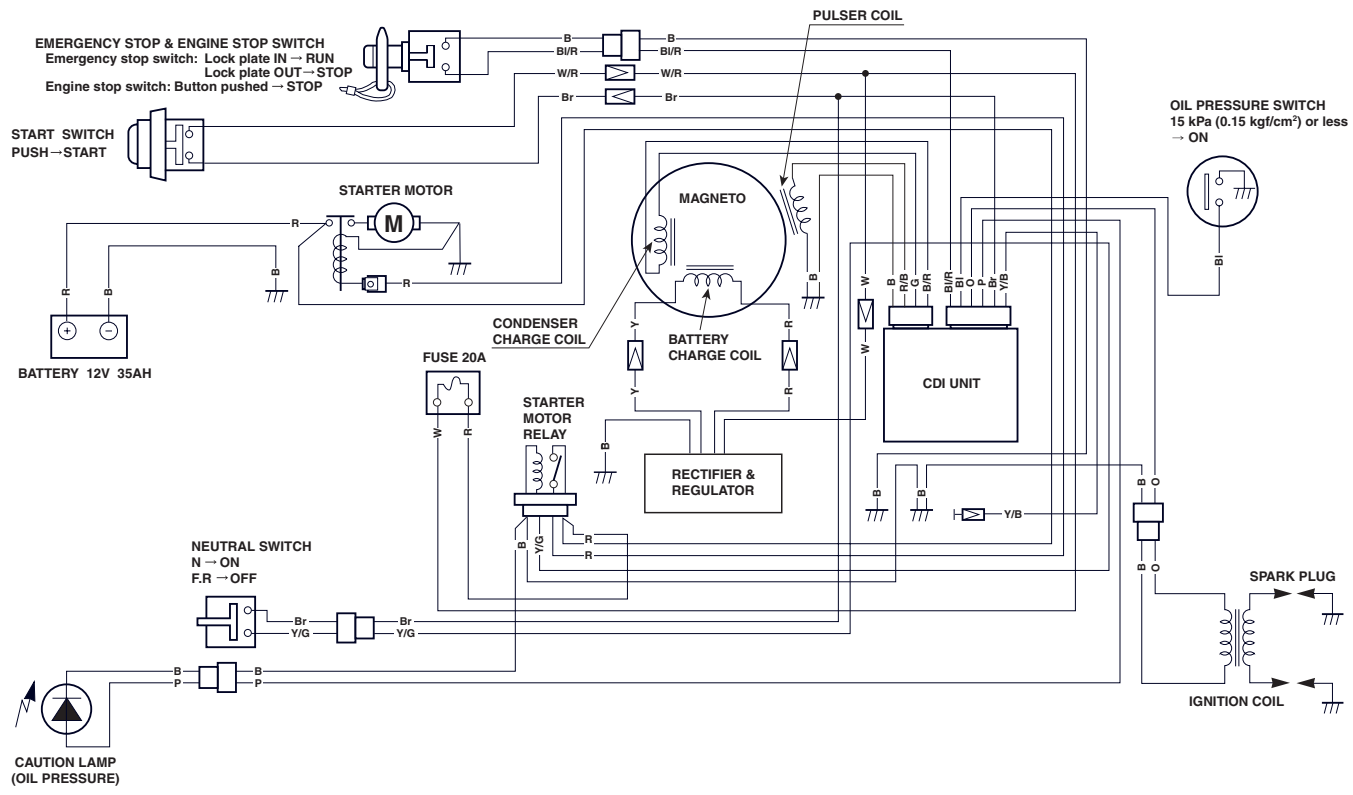 PULSER COIL
EMERGENCY STOP & ENGINE STOP SWITCH
Emergency stop switch: Lock plate IN → RUN
Lock plate OUT→STOP
Engine stop switch: Button pushed → STOP
B
B
Bl/R
Bl/R
W/R
W/R
Br
Br
START SWITCH
PUSH→START
OIL PRESSURE SWITCH
15 kPa (0.15 kgf/cm²) or less
→ ON
STARTER MOTOR
M
MAGNETO
R
R
B
B
R
+
−
BATTERY 12V 35AH
CONDENSER
CHARGE COIL
BATTERY
CHARGE COIL
Y
Y
R
R
B
W
W
B
R/B
G
B/R
Bl/R
Bl
O
P
Br
Y/B
Bl
CDI UNIT
FUSE 20A
W
R
STARTER
MOTOR
RELAY
B
RECTIFIER &
REGULATOR
B
B
Y/B
B
O
B
O
B
Y/G
R
R
NEUTRAL SWITCH
N →ON
F.R →OFF
Br
Br
Y/G
Y/G
SPARK PLUG
IGNITION COIL
B
B
P
P
CAUTION LAMP
(OIL PRESSURE)